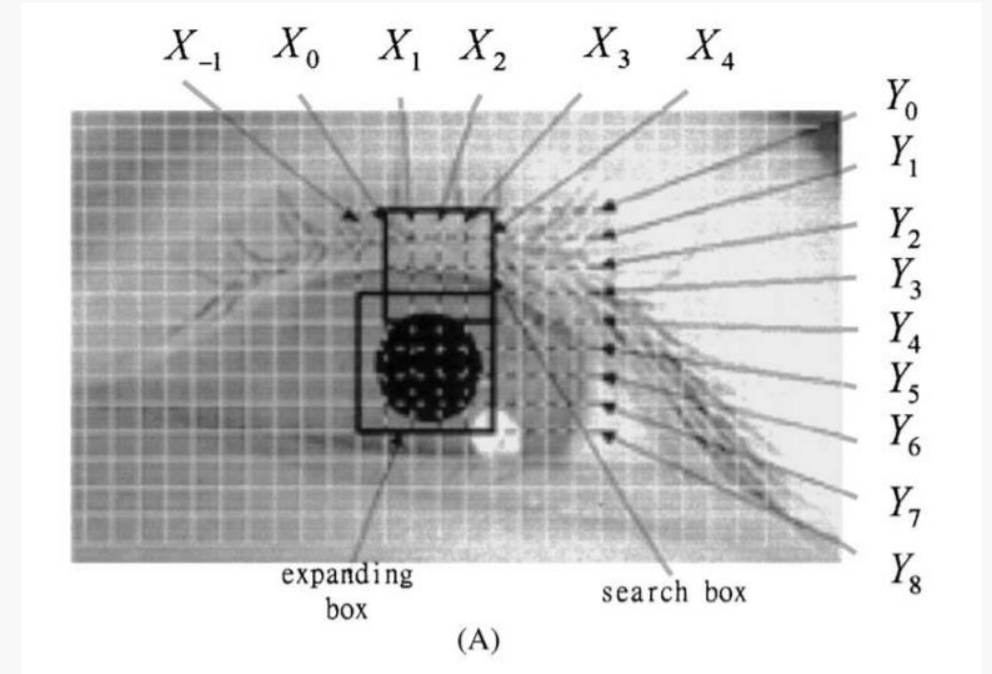 X₋₁ X₀ X₁ X₂ X₃ X₄
Y₀
Y₁
Y₂
Y₃
Y₄
Y₅
Y₆
Y₇
Y₈
expanding
box
search box
(A)